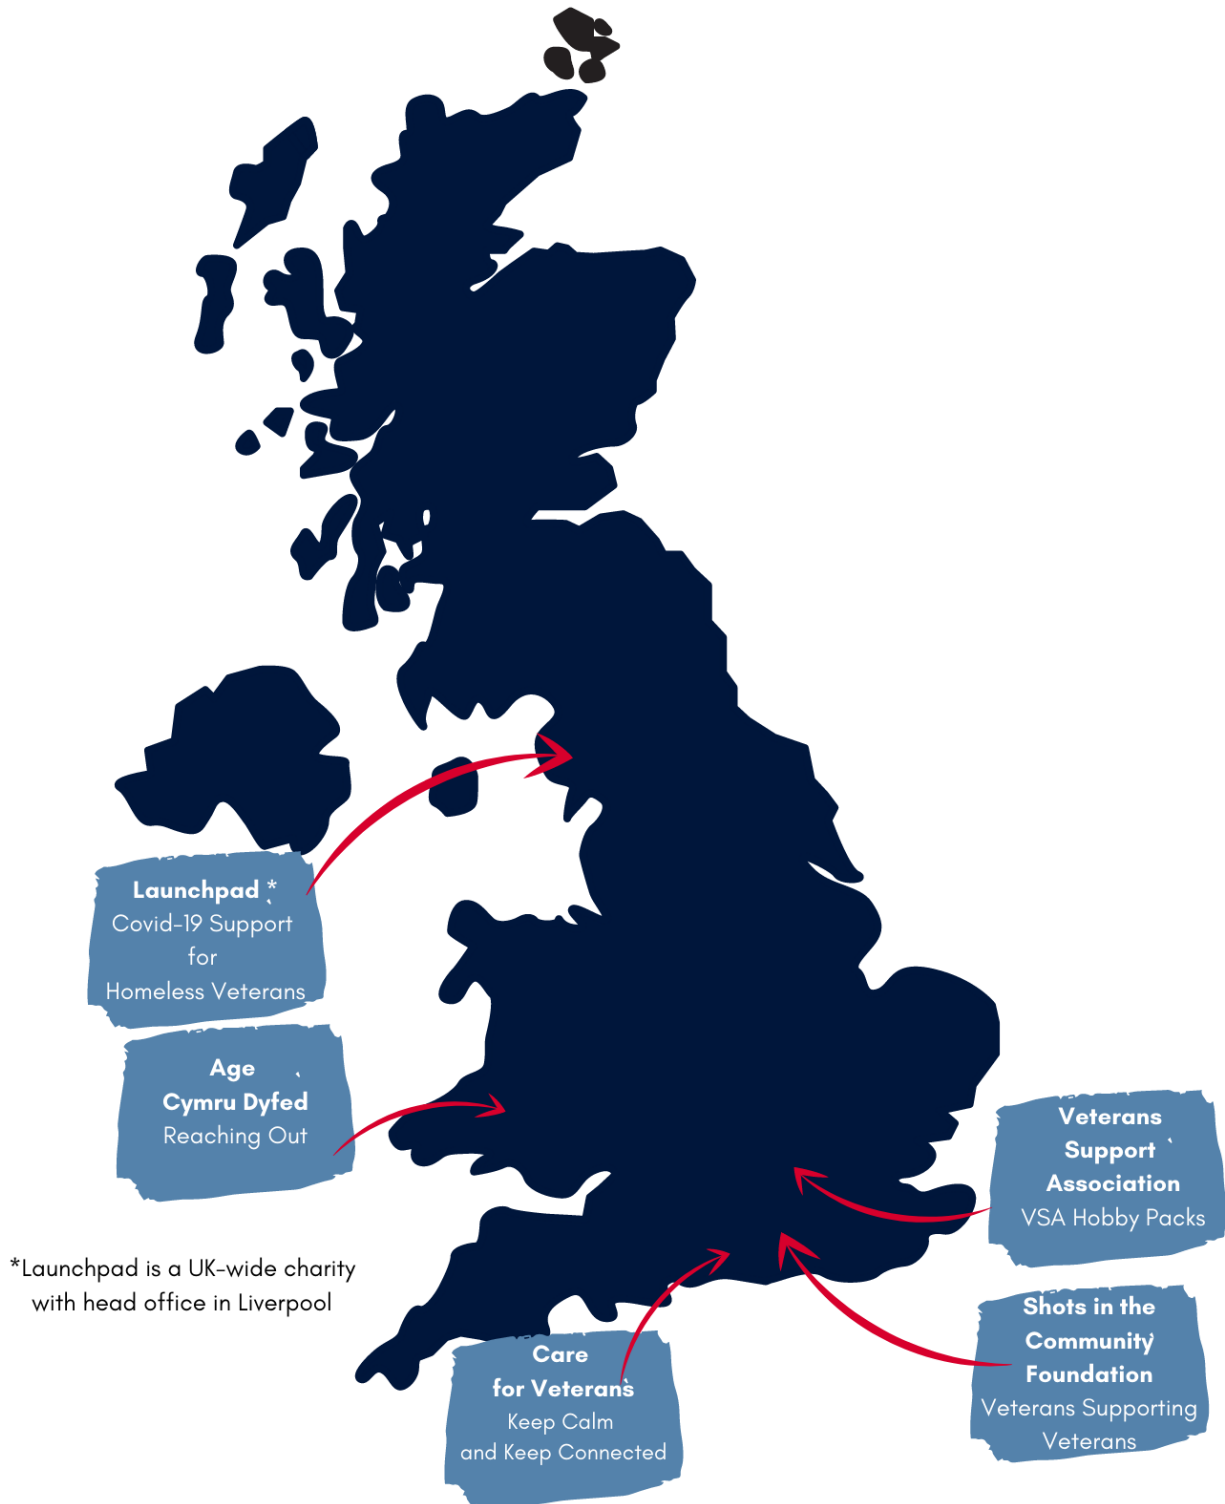 Launchpad *
Covid-19 Support
for
Homeless Veterans
Age
Cymru Dyfed
Reaching Out
*Launchpad is a UK-wide charity
with head office in Liverpool
Care
for Veterans
Keep Calm
and Keep Connected
Veterans
Support
Association
VSA Hobby Packs
Shots in the
Community
Foundation
Veterans Supporting
Veterans